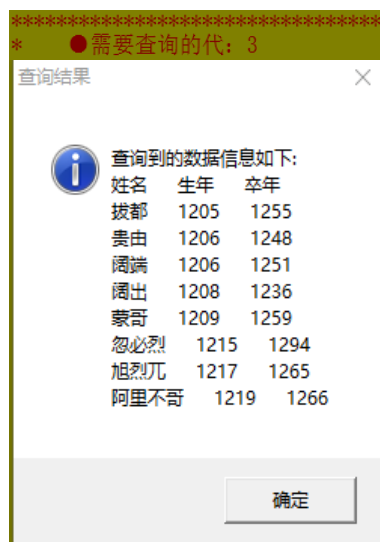 ************************************
* ●需要查询的代: 3
查询结果
查询到的数据信息如下:
姓名 生年 卒年
拔都 1205 1255
贵由 1206 1248
阔端 1206 1251
阔出 1208 1236
蒙哥 1209 1259
忽必烈 1215 1294
旭烈兀 1217 1265
阿里不哥 1219 1266
确定